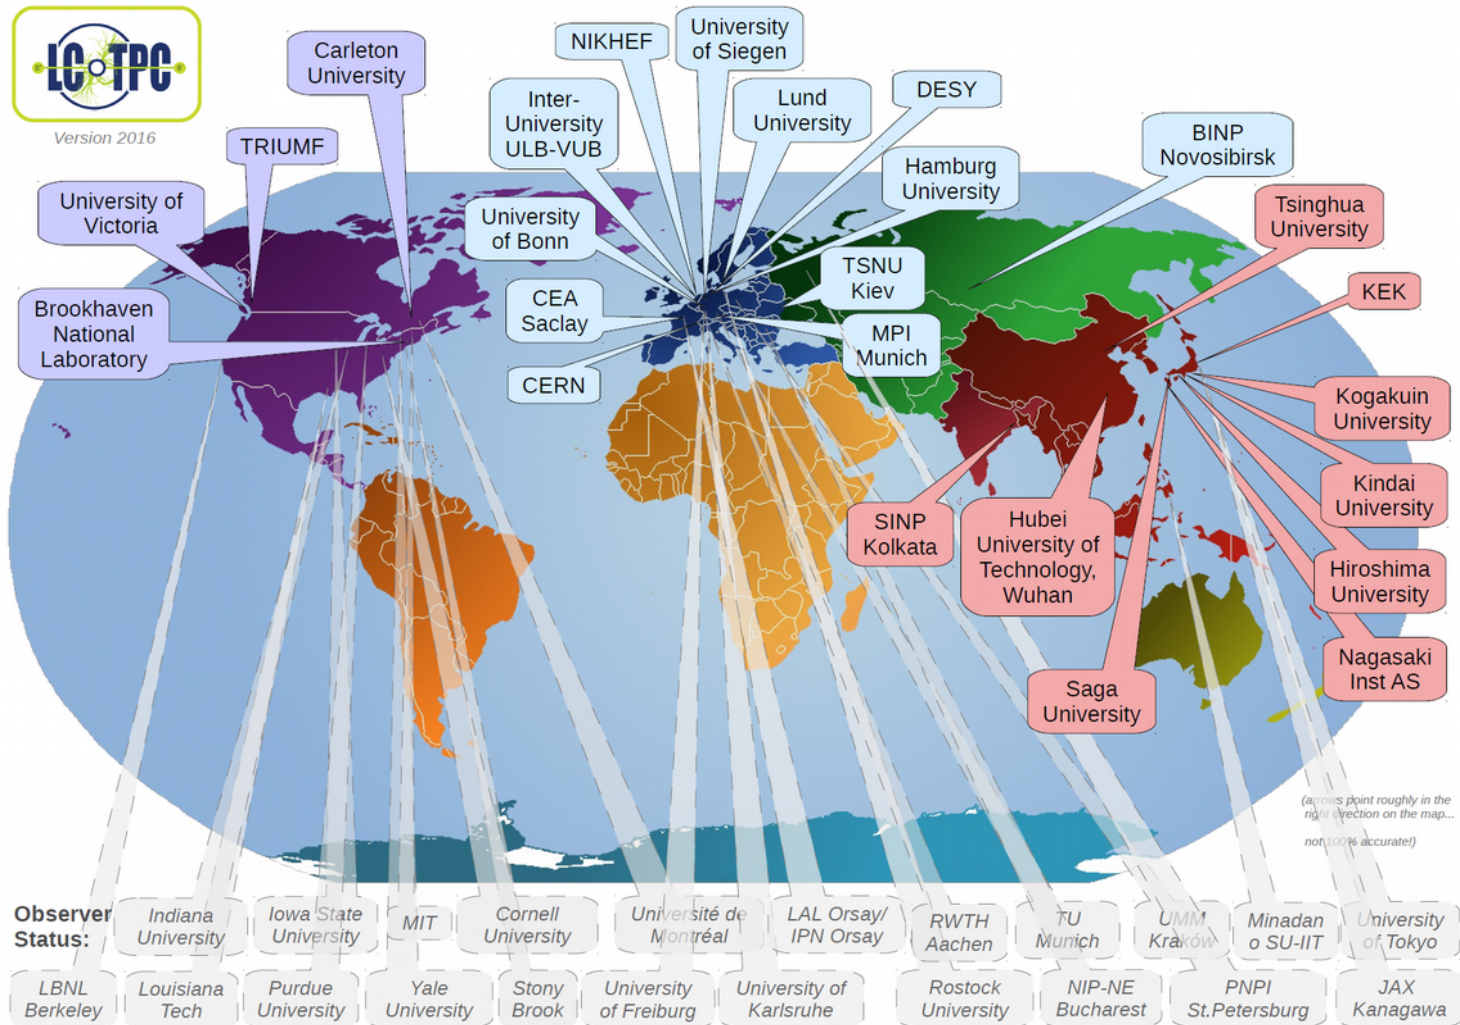 LC TPC
Version 2016
Carleton
University
TRIUMF
University of
Victoria
Brookhaven
National
Laboratory
NIKHEF
University
of Siegen
Inter-
University
ULB-VUB
Lund
University
DESY
University
of Bonn
Hamburg
University
BINP
Novosibirsk
CEA
Saclay
TSNU
Kiev
CERN
MPI
Munich
Tsinghua
University
KEK
Kogakuin
University
Kindai
University
SINP
Kolkata
Hubei
University of
Technology,
Wuhan
Hiroshima
University
Nagasaki
Inst AS
Saga
University
(arrows point roughly in the
right direction on the map...
not 100% accurate!)
Observer
Status:
Indiana
University
Iowa State
University
MIT
Cornell
University
Université de
Montréal
LAL Orsay/
IPN Orsay
RWTH
Aachen
TU
Munich
UMM
Kraków
Minadan
o SU-IIT
University
of Tokyo
LBNL
Berkeley
Louisiana
Tech
Purdue
University
Yale
University
Stony
Brook
University
of Freiburg
University of
Karlsruhe
Rostock
University
NIP-NE
Bucharest
PNPI
St.Petersburg
JAX
Kanagawa